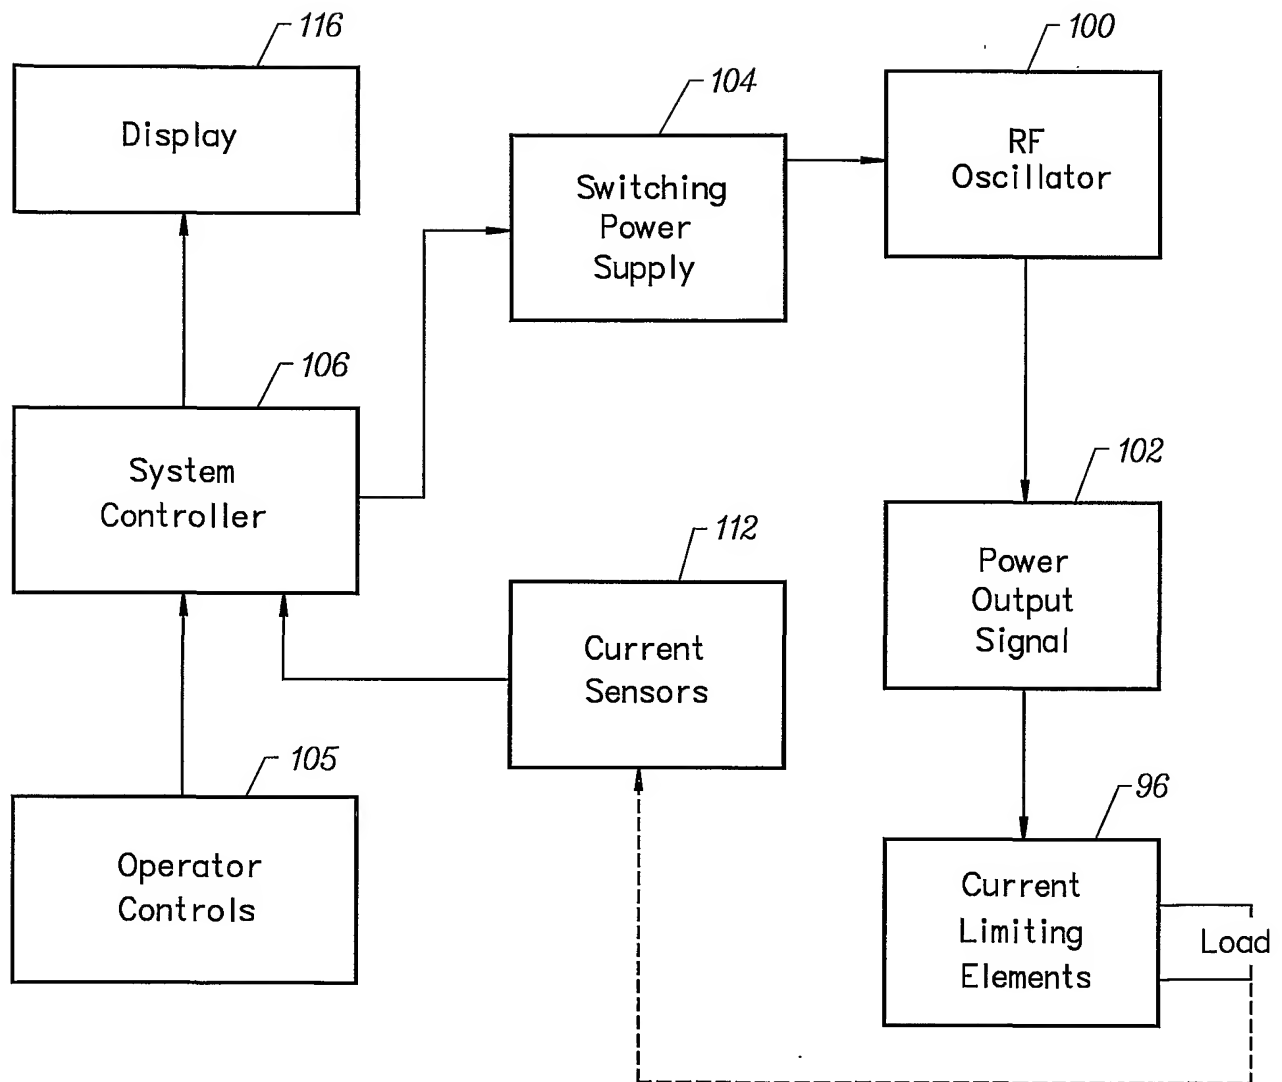 116
Display
104
Switching
Power
Supply
100
RF
Oscillator
106
System
Controller
112
Current
Sensors
102
Power
Output
Signal
105
Operator
Controls
96
Current
Limiting
Elements
Load